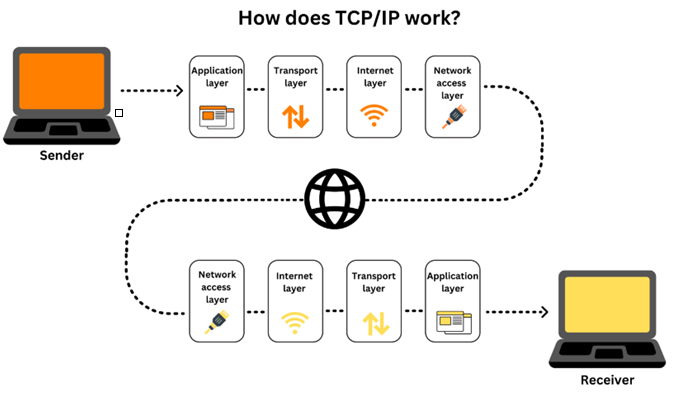 How does TCP/IP work?
Application
layer
Transport
layer
Internet
layer
Network
access
layer
Sender
Network
access
layer
Internet
layer
Transport
layer
Application
layer
Receiver